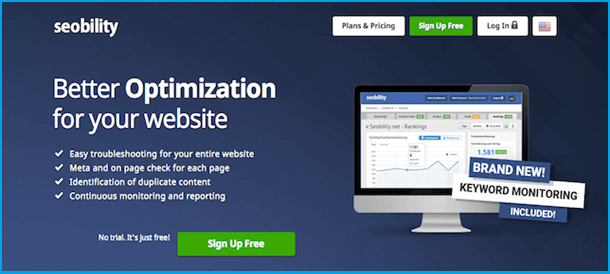 seobility
Plans & Pricing
Sign Up Free
Log In
Better Optimization
for your website
Easy troubleshooting for your entire website
Meta and on page check for each page
Identification of duplicate content
Continuous monitoring and reporting
No trial. It's just free!
Sign Up Free
seobility
Seobility.net - Rankings
1181
1.581
BRAND NEW!
KEYWORD MONITORING
INCLUDED!